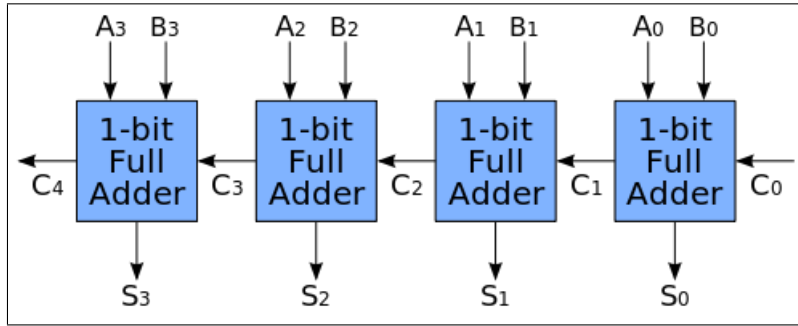 A3 B3 A2 B2 A1 B1 A0 B0
1-bit Full Adder
1-bit Full Adder
1-bit Full Adder
1-bit Full Adder
C4 C3 C2 C1 C0
S3 S2 S1 S0